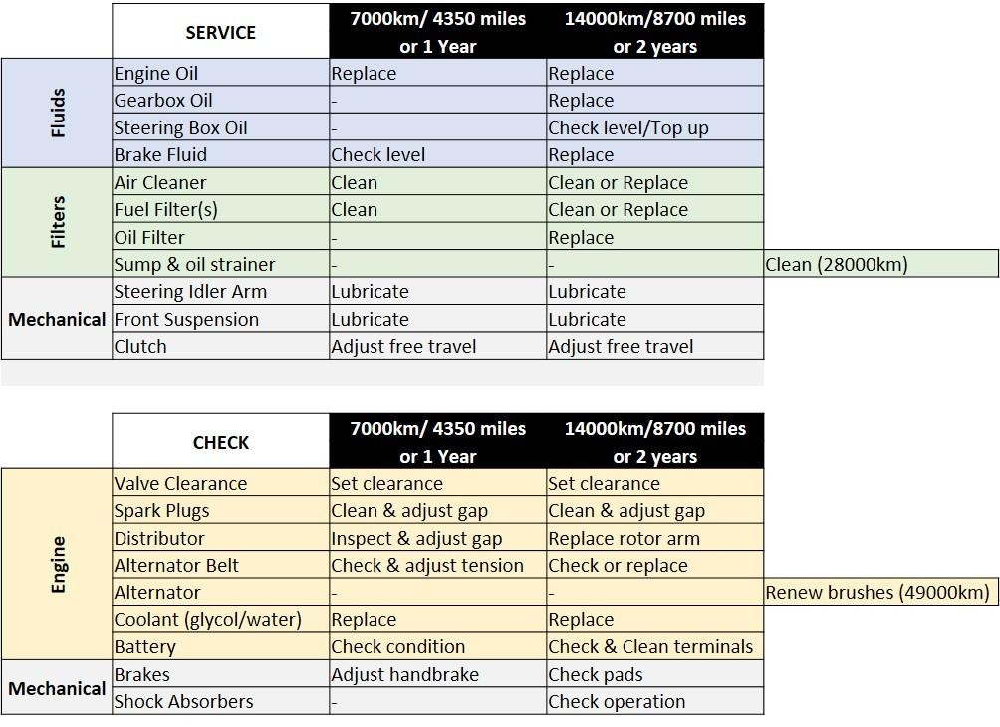 SERVICE 7000km/ 4350 miles or 1 Year 14000km/8700 miles or 2 years
Fluids
Engine Oil Replace Replace
Gearbox Oil - Replace
Steering Box Oil - Check level/Top up
Brake Fluid Check level Replace
Filters
Air Cleaner Clean Clean or Replace
Fuel Filter(s) Clean Clean or Replace
Oil Filter - Replace
Sump & oil strainer - - Clean (28000km)
Mechanical
Steering Idler Arm Lubricate Lubricate
Front Suspension Lubricate Lubricate
Clutch Adjust free travel Adjust free travel
CHECK 7000km/ 4350 miles or 1 Year 14000km/8700 miles or 2 years
Engine
Valve Clearance Set clearance Set clearance
Spark Plugs Clean & adjust gap Clean & adjust gap
Distributor Inspect & adjust gap Replace rotor arm
Alternator Belt Check & adjust tension Check or replace
Alternator - - Renew brushes (49000km)
Coolant (glycol/water) Replace Replace
Battery Check condition Check & Clean terminals
Mechanical
Brakes Adjust handbrake Check pads
Shock Absorbers - Check operation